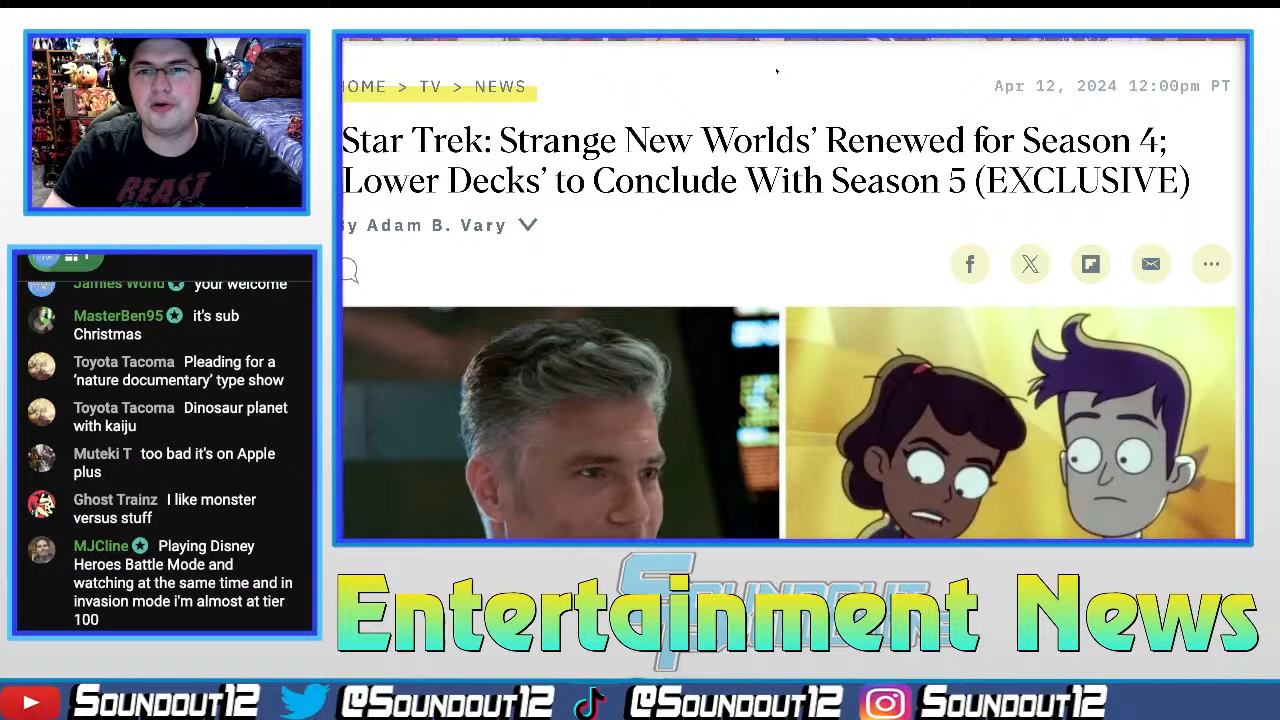 REACT
HOME > TV > NEWS
Apr 12, 2024 12:00pm PT
Star Trek: Strange New Worlds’ Renewed for Season 4;
Lower Decks’ to Conclude With Season 5 (EXCLUSIVE)
By Adam B. Vary
Jamies World your welcome
MasterBen95 it's sub
Christmas
Toyota Tacoma Pleading for a
‘nature documentary’ type show
Toyota Tacoma Dinosaur planet
with kaiju
Muteki T too bad it's on Apple
plus
Ghost Trainz I like monster
versus stuff
MJCline Playing Disney
Heroes Battle Mode and
watching at the same time and in
invasion mode i'm almost at tier
100
Entertainment News
Soundout12 @Soundout12 @Soundout12 Soundout12